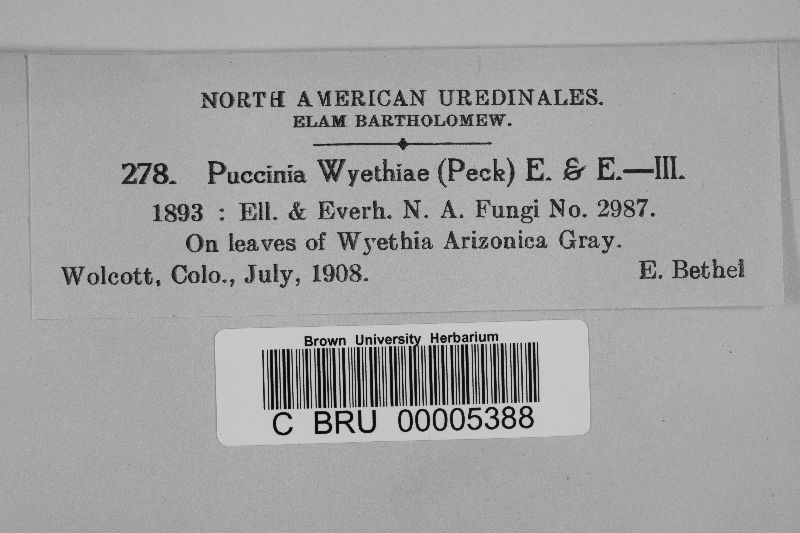 NORTH AMERICAN UREDINALES.
ELAM BARTHOLOMEW.
278. Puccinia Wyethiae (Peck) E. & E.—III.
1893 : Ell. & Everh. N. A. Fungi No. 2987.
On leaves of Wyethia Arizonica Gray.
Wolcott, Colo., July, 1908. E. Bethel
Brown University Herbarium
C BRU 00005388